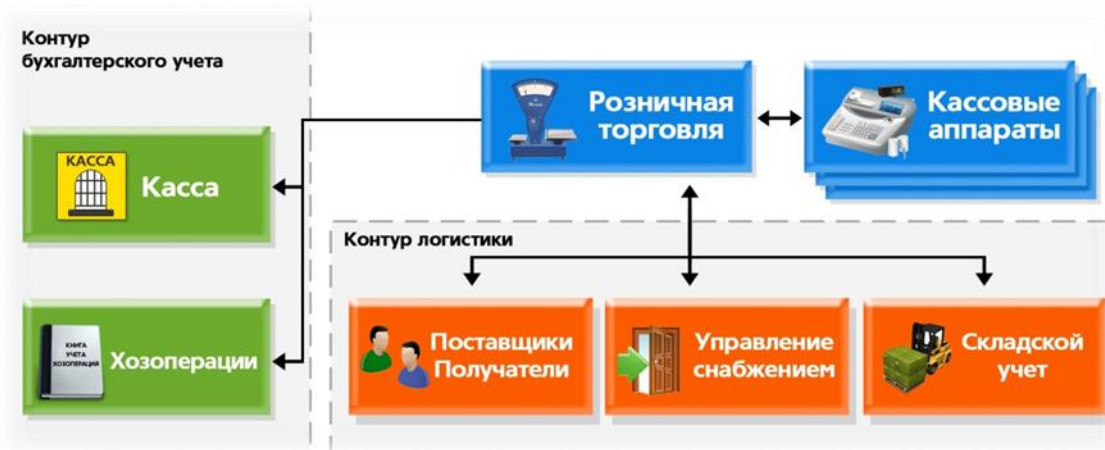 Контур
бухгалтерского учета
КАССА
Касса
КНИГА
УЧЕТА
ХОЗОПЕРАЦИЙ
Хозоперации
Розничная
торговля
Кассовые
аппараты
Контур логистики
Поставщики
Получатели
Управление
снабжением
Складской
учет